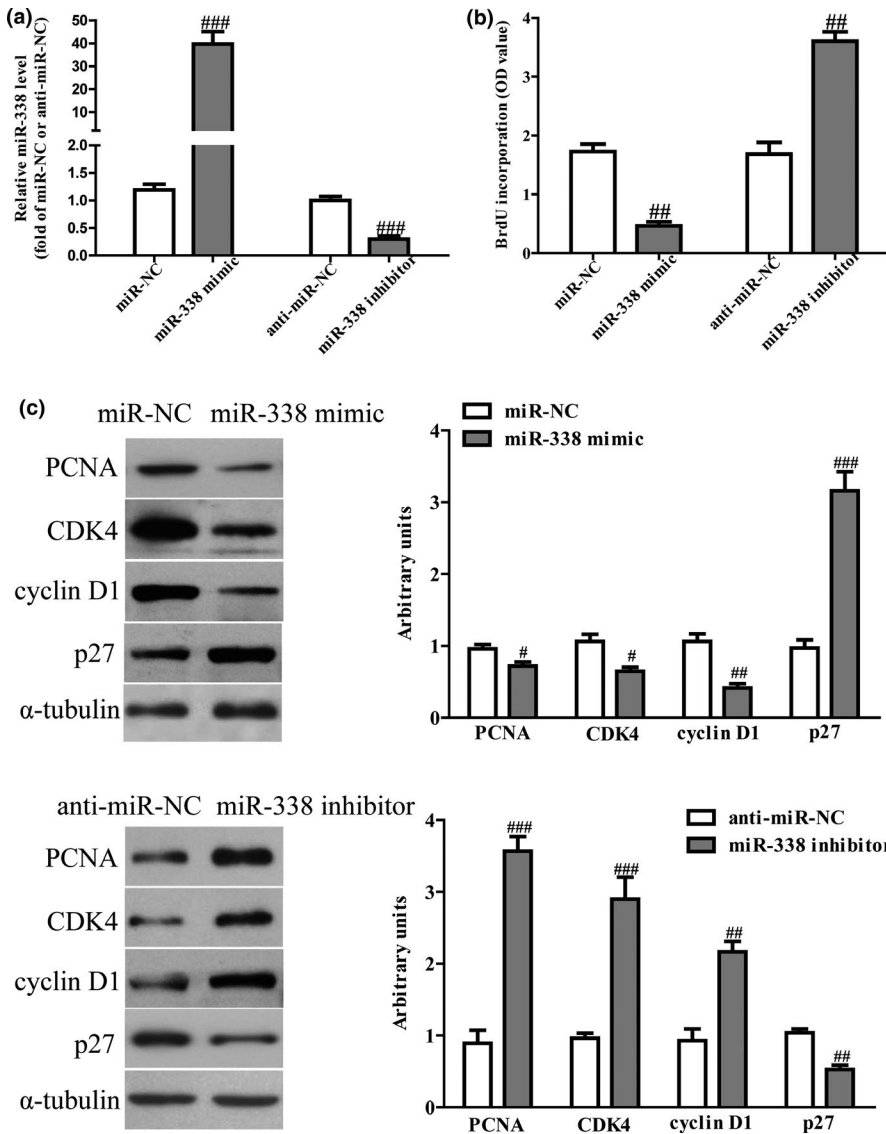 (a)
Relative miR-338 level
(fold of miR-NC or anti-miR-NC)
50
40
30
20
10
2.0
1.5
1.0
0.5
0.0
###
###
miR-NC
miR-338 mimic
anti-miR-NC
miR-338 inhibitor
(b)
BrdU incorporation (OD value)
4
3
2
1
0
##
##
miR-NC
miR-338 mimic
anti-miR-NC
miR-338 inhibitor
(c)
miR-NC miR-338 mimic
PCNA
CDK4
cyclin D1
p27
α-tubulin
miR-NC
miR-338 mimic
Arbitrary units
4
3
2
1
0
#
#
##
###
PCNA CDK4 cyclin D1 p27
anti-miR-NC miR-338 inhibitor
PCNA
CDK4
cyclin D1
p27
α-tubulin
anti-miR-NC
miR-338 inhibitor
Arbitrary units
4
3
2
1
0
###
###
##
##
PCNA CDK4 cyclin D1 p27